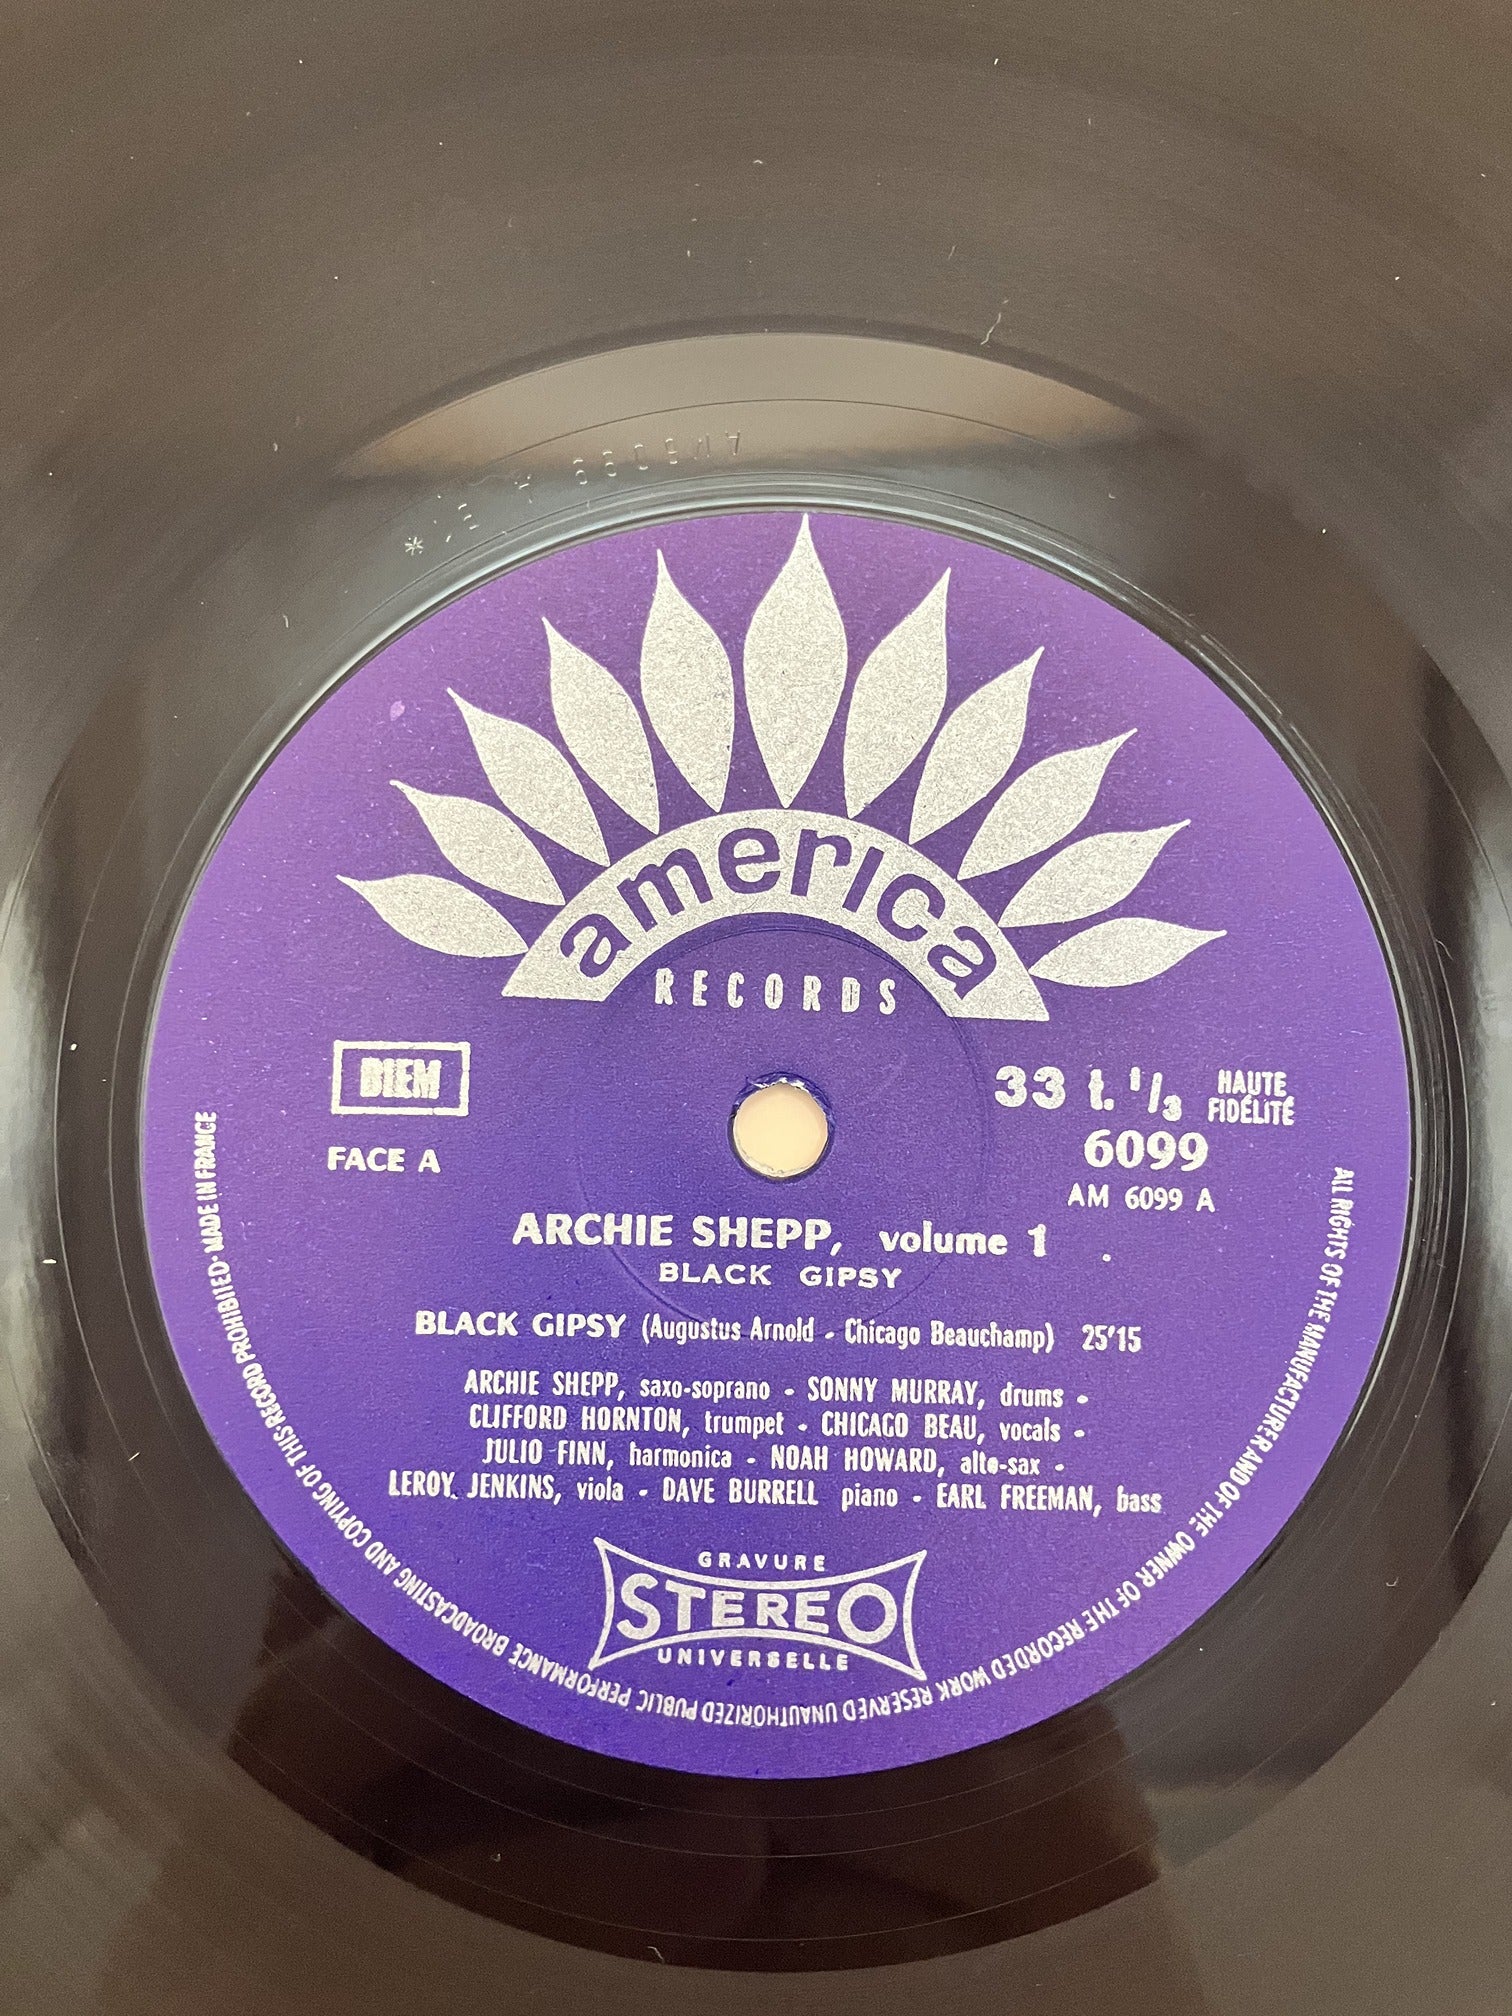 america
RECORDS
BIEM
33 t. 1/3
HAUTE
FIDÉLITÉ
FACE A
6099
AM 6099 A
ARCHIE SHEPP, volume 1
BLACK GIPSY
BLACK GIPSY (Augustus Arnold - Chicago Beauchamp) 25'15
ARCHIE SHEPP, saxo-soprano - SONNY MURRAY, drums -
CLIFFORD HORNTON, trumpet - CHICAGO BEAU, vocals -
JULIO FINN, harmonica - NOAH HOWARD, alto-sax -
LEROY JENKINS, viola - DAVE BURRELL piano - EARL FREEMAN, bass
GRAVURE
STEREO
UNIVERSELLE
ALL RIGHTS OF THE MANUFACTURER AND OF THE OWNER OF THE RECORDED WORK RESERVED UNAUTHORIZED PUBLIC PERFORMANCE BROADCASTING AND COPYING OF THIS RECORD PROHIBITED • MADE IN FRANCE